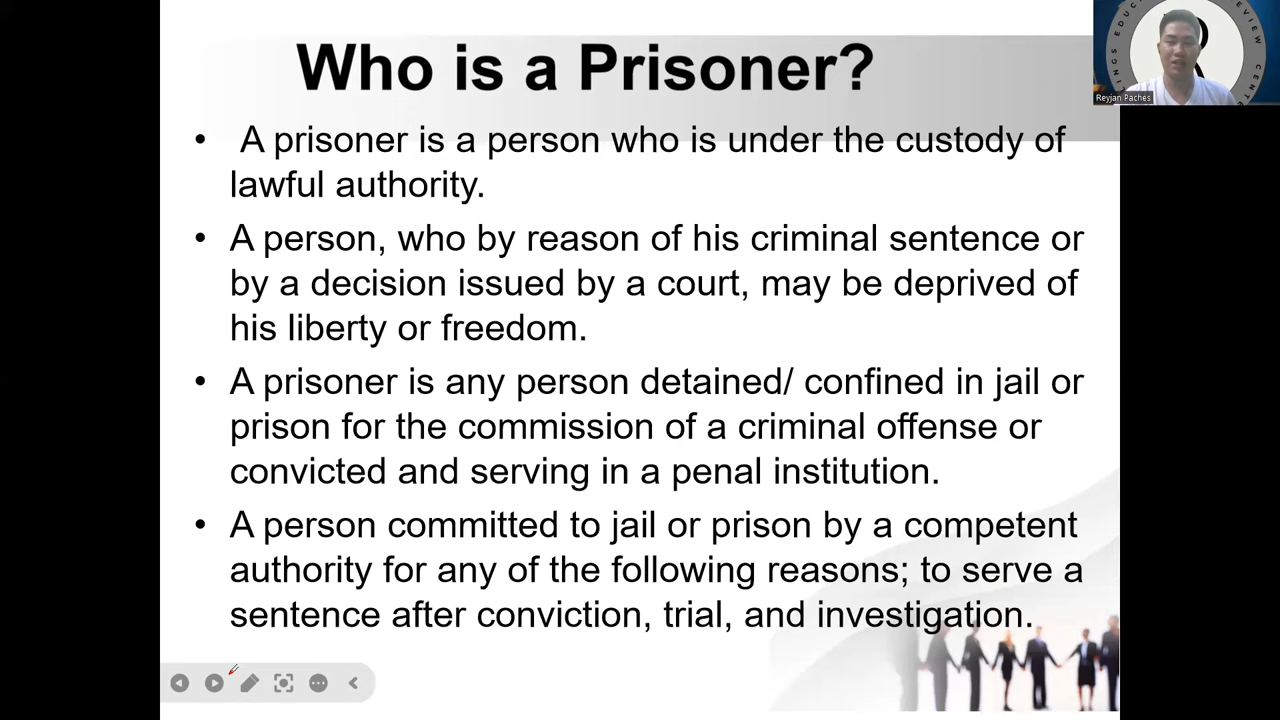 Who is a Prisoner?
• A prisoner is a person who is under the custody of
lawful authority.
• A person, who by reason of his criminal sentence or
by a decision issued by a court, may be deprived of
his liberty or freedom.
• A prisoner is any person detained/ confined in jail or
prison for the commission of a criminal offense or
convicted and serving in a penal institution.
• A person committed to jail or prison by a competent
authority for any of the following reasons; to serve a
sentence after conviction, trial, and investigation.
Reyjan Paches